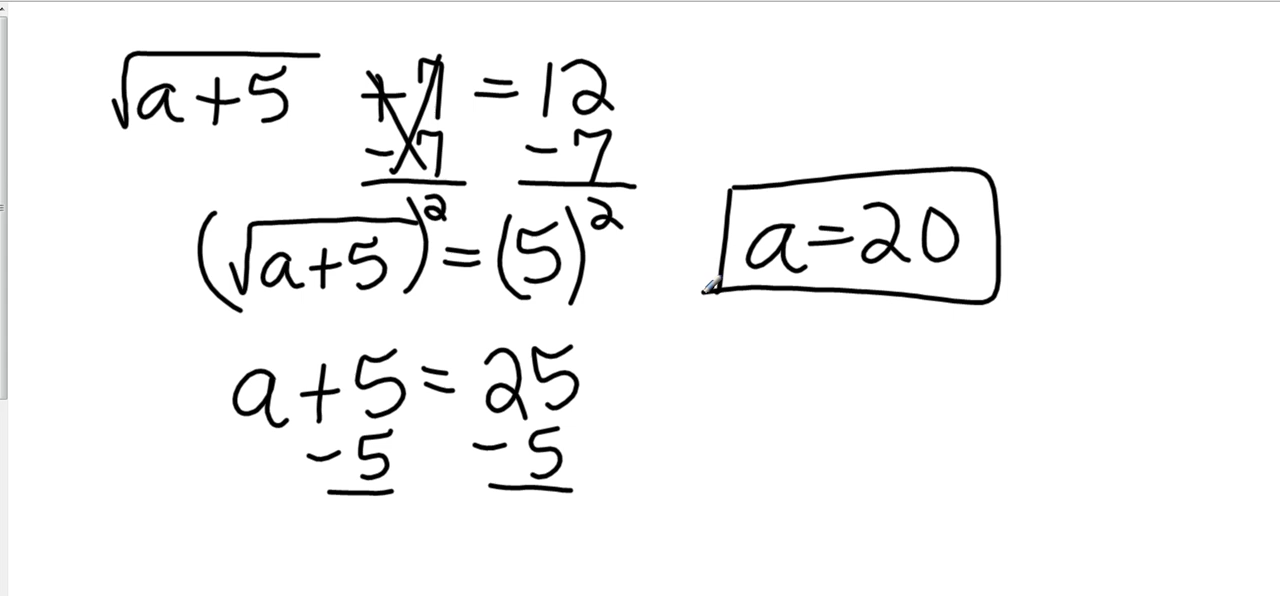 √a+5 +7 = 12
-7 -7
(√a+5)² = (5)²
a=20
a+5 = 25
-5 -5